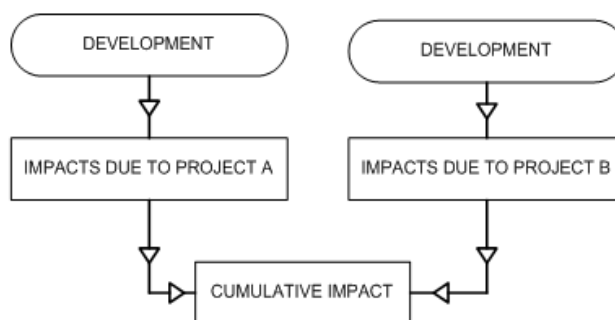 DEVELOPMENT
DEVELOPMENT
IMPACTS DUE TO PROJECT A
IMPACTS DUE TO PROJECT B
CUMULATIVE IMPACT